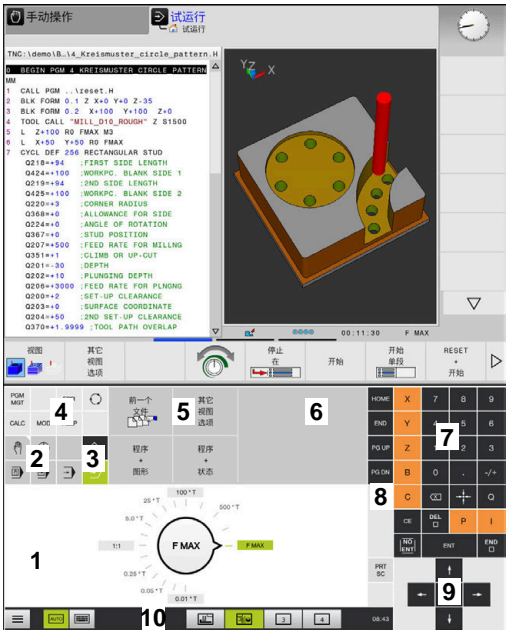 手动操作
试运行
试运行
TNC:\demo\B…\4_Kreismuster_circle_pattern.H
0 BEGIN PGM 4_KREISMUSTER_CIRCLE_PATTERN
MM
1 CALL PGM ..\reset.H
2 BLK FORM 0.1 Z X+0 Y+0 Z-35
3 BLK FORM 0.2 X+100 Y+100 Z+0
4 TOOL CALL "MILL_D10_ROUGH" Z S1500
5 L Z+100 R0 FMAX M3
6 L X+50 Y+50 R0 FMAX
7 CYCL DEF 256 RECTANGULAR STUD
Q218=+94 ;FIRST SIDE LENGTH
Q424=+100 ;WORKPC. BLANK SIDE 1
Q219=+94 ;2ND SIDE LENGTH
Q425=+100 ;WORKPC. BLANK SIDE 2
Q220=+3 ;CORNER RADIUS
Q368=+0 ;ALLOWANCE FOR SIDE
Q224=+0 ;ANGLE OF ROTATION
Q367=+0 ;STUD POSITION
Q207=+500 ;FEED RATE FOR MILLNG
Q351=+1 ;CLIMB OR UP-CUT
Q201=-30 ;DEPTH
Q202=+10 ;PLUNGING DEPTH
Q206=+3000 ;FEED RATE FOR PLNGNG
Q200=+2 ;SET-UP CLEARANCE
Q203=+0 ;SURFACE COORDINATE
Q204=+50 ;2ND SET-UP CLEARANCE
Q370=+1.9999 ;TOOL PATH OVERLAP
YZ X
00:11:30 F MAX
视图
其它
视图
选项
停止
在
开始
开始
单段
RESET
+
开始
PGM
MGT
CALC MOD
4
2
3
前一个
文件
其它
视图
选项
5
6
程序
+
图形
程序
+
状态
HOME X 7 8 9
END Y 5 6
PG UP Z 3
7
PG DN B 0 . -/+
8
C Q
CE DEL P I
NO
ENT
ENT
END
PRT
SC
9
1
100 *T
25 *T
500 *T
5.0 *T
1:1
F MAX
F MAX
0.25 *T
0.05 *T
0.01 *T
AUTO
10
3
4
08:43